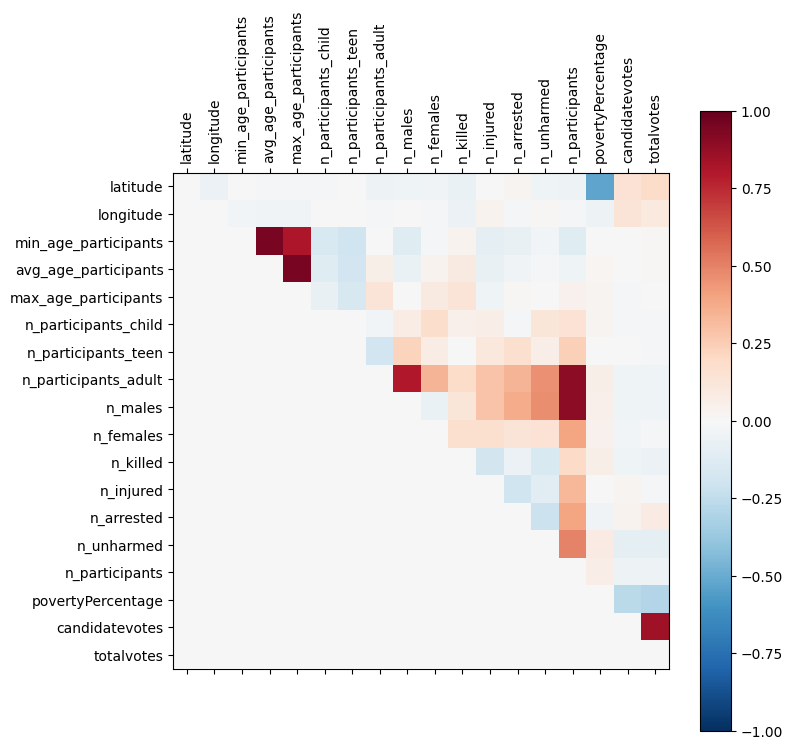 latitude
longitude
min_age_participants
avg_age_participants
max_age_participants
n_participants_child
n_participants_teen
n_participants_adult
n_males
n_females
n_killed
n_injured
n_arrested
n_unharmed
n_participants
povertyPercentage
candidatevotes
totalvotes
latitude
longitude
min_age_participants
avg_age_participants
max_age_participants
n_participants_child
n_participants_teen
n_participants_adult
n_males
n_females
n_killed
n_injured
n_arrested
n_unharmed
n_participants
povertyPercentage
candidatevotes
totalvotes
1.00
0.75
0.50
0.25
0.00
−0.25
−0.50
−0.75
−1.00